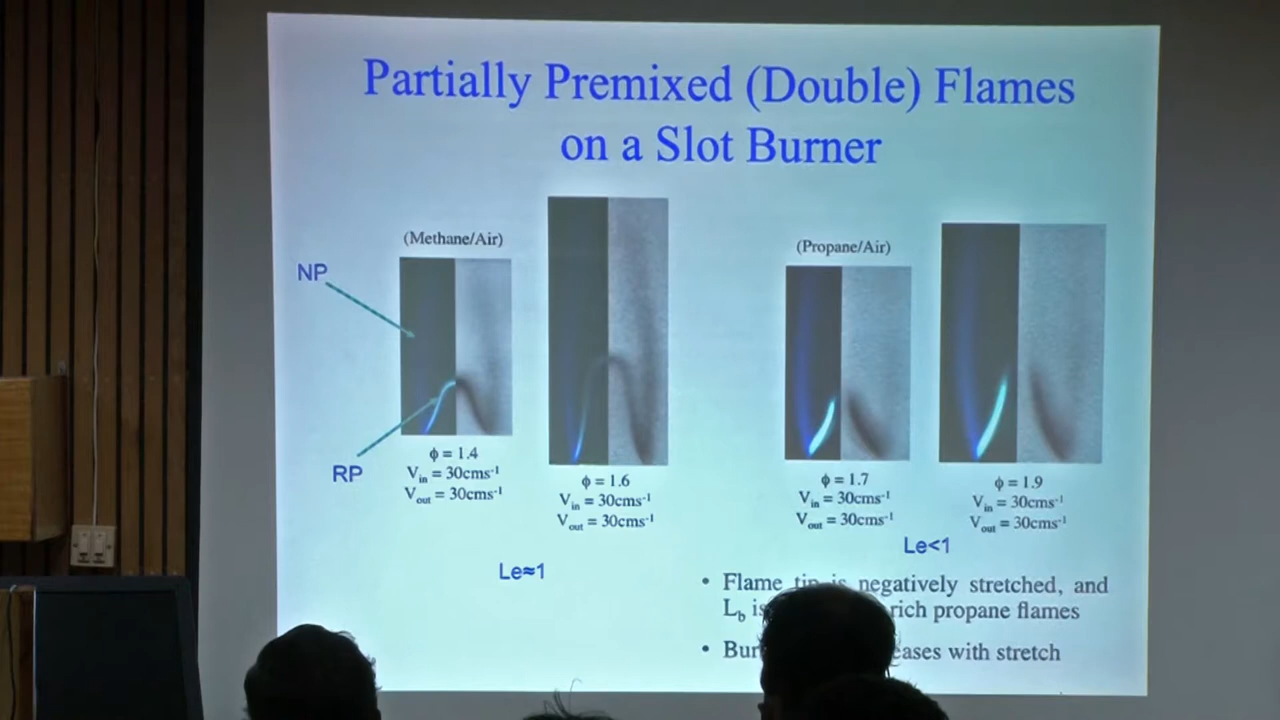 Partially Premixed (Double) Flames
on a Slot Burner
(Methane/Air)
(Propane/Air)
NP
RP
ϕ = 1.4
V_in = 30cms⁻¹
V_out = 30cms⁻¹
ϕ = 1.6
V_in = 30cms⁻¹
V_out = 30cms⁻¹
ϕ = 1.7
V_in = 30cms⁻¹
V_out = 30cms⁻¹
ϕ = 1.9
V_in = 30cms⁻¹
V_out = 30cms⁻¹
Le≈1
Le<1
• Flame tip is negatively stretched, and
L_b is rich propane flames
• with stretch